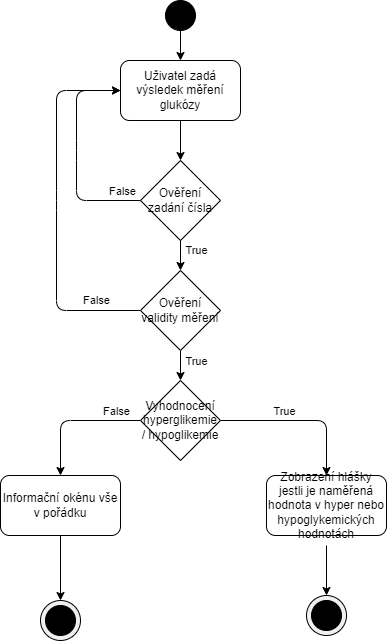 Uživatel zadá
výsledek měření
glukózy
False
Ověření
zadání čísla
True
False
Ověření
validity měření
True
False
Vyhodnocení
hyperglikemie
/ hypoglikemie
True
Informační okénu vše
v pořádku
Zobrazení hlášky
jestli je naměřená
hodnota v hyper nebo
hypoglykemických
hodnotách